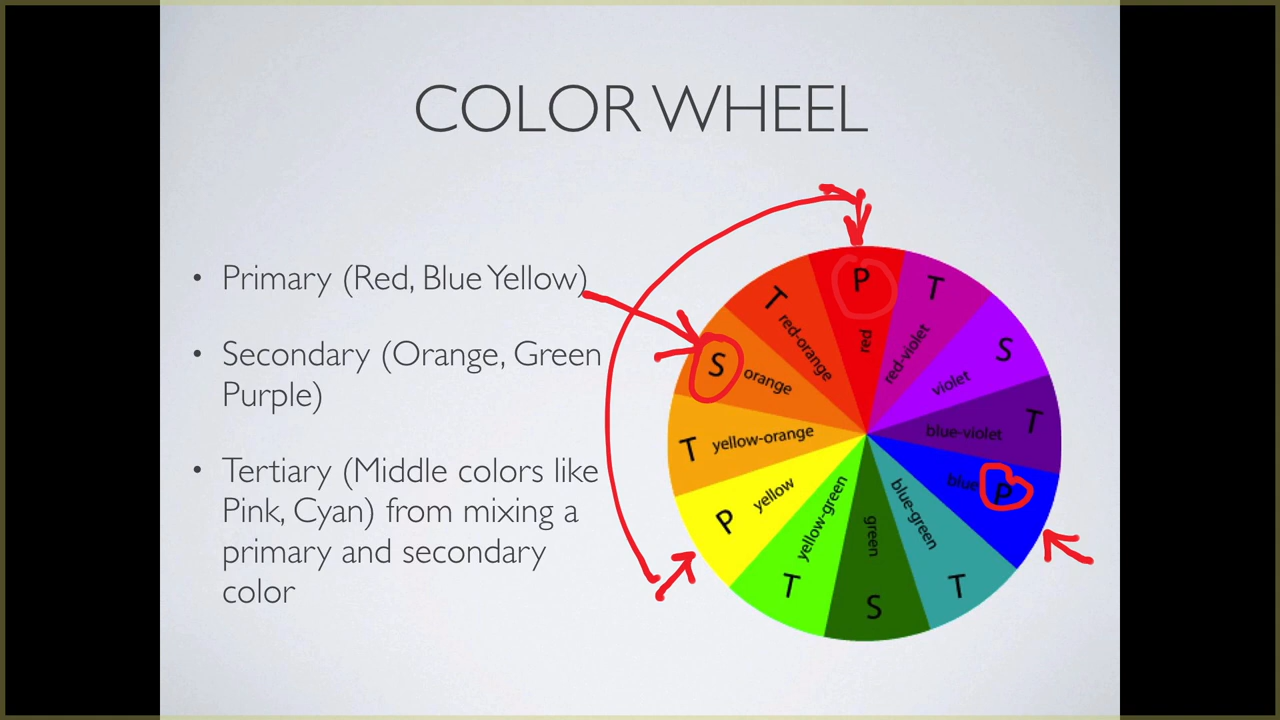 COLOR WHEEL
• Primary (Red, Blue Yellow)
• Secondary (Orange, Green
Purple)
• Tertiary (Middle colors like
Pink, Cyan) from mixing a
primary and secondary
color
P
red
T
red-violet
S
violet
T
blue-violet
P
blue
T
blue-green
S
green
T
yellow-green
P
yellow
T
yellow-orange
S
orange
T
red-orange